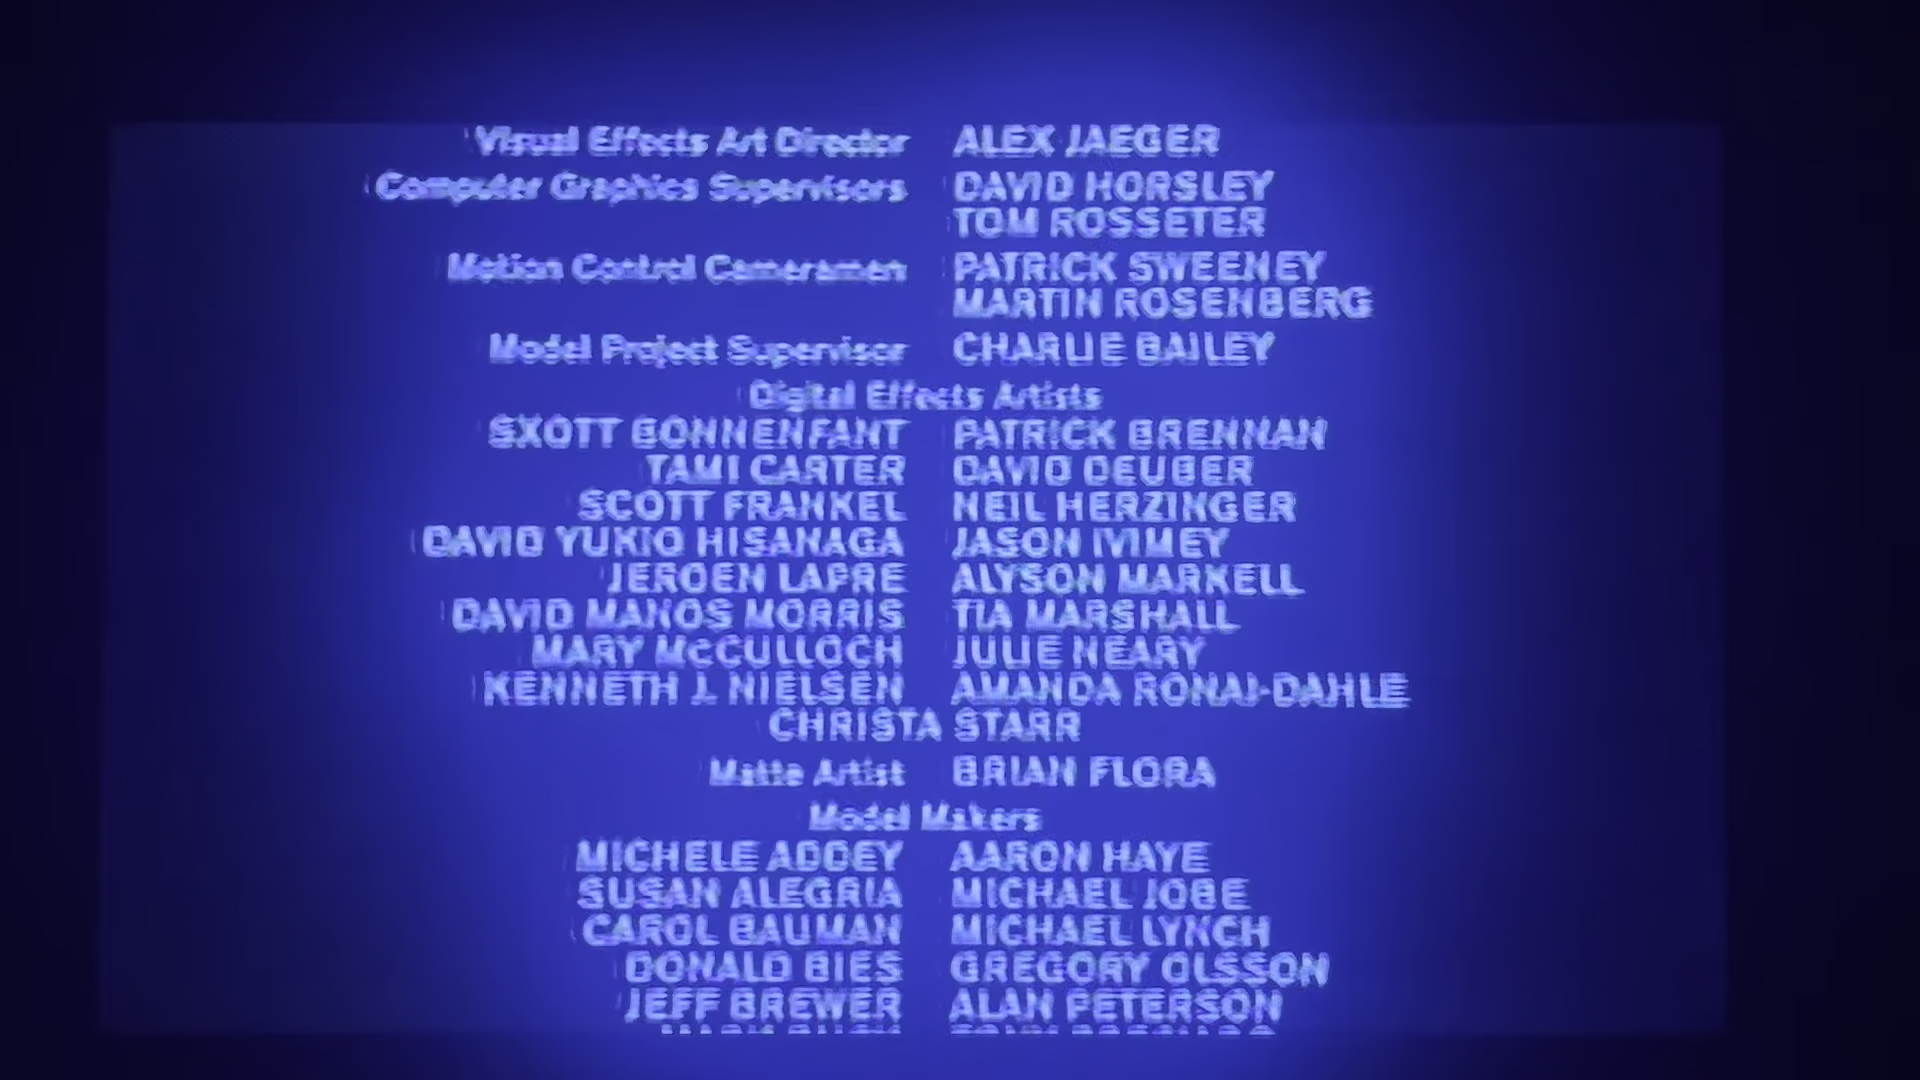 Visual Effects Art Director ALEX JAEGER
Computer Graphics Supervisors DAVID HORSLEY
TOM ROSSETER
Motion Control Cameramen PATRICK SWEENEY
MARTIN ROSENBERG
Model Project Supervisor CHARLIE BAILEY
Digital Effects Artists
SXOTT BONNENFANT PATRICK BRENNAN
TAMI CARTER DAVID DEUBER
SCOTT FRANKEL NEIL HERZINGER
DAVID YUKIO HISANAGA JASON IVIMEY
JEROEN LAPRE ALYSON MARKELL
DAVID MANOS MORRIS TIA MARSHALL
MARY McCULLOCH JULIE NEARY
KENNETH J. NIELSEN AMANDA RONAI-DAHLE
CHRISTA STARR
Matte Artist BRIAN FLORA
Model Makers
MICHELE AAROn HAYE
SUSAN ALEGRIA MICHAEL JOBE
CAROL BAUMAN MICHAEL LYNCH
DONALD BIES GREGORY OLSSON
JEFF BREWER ALAN PETERSON